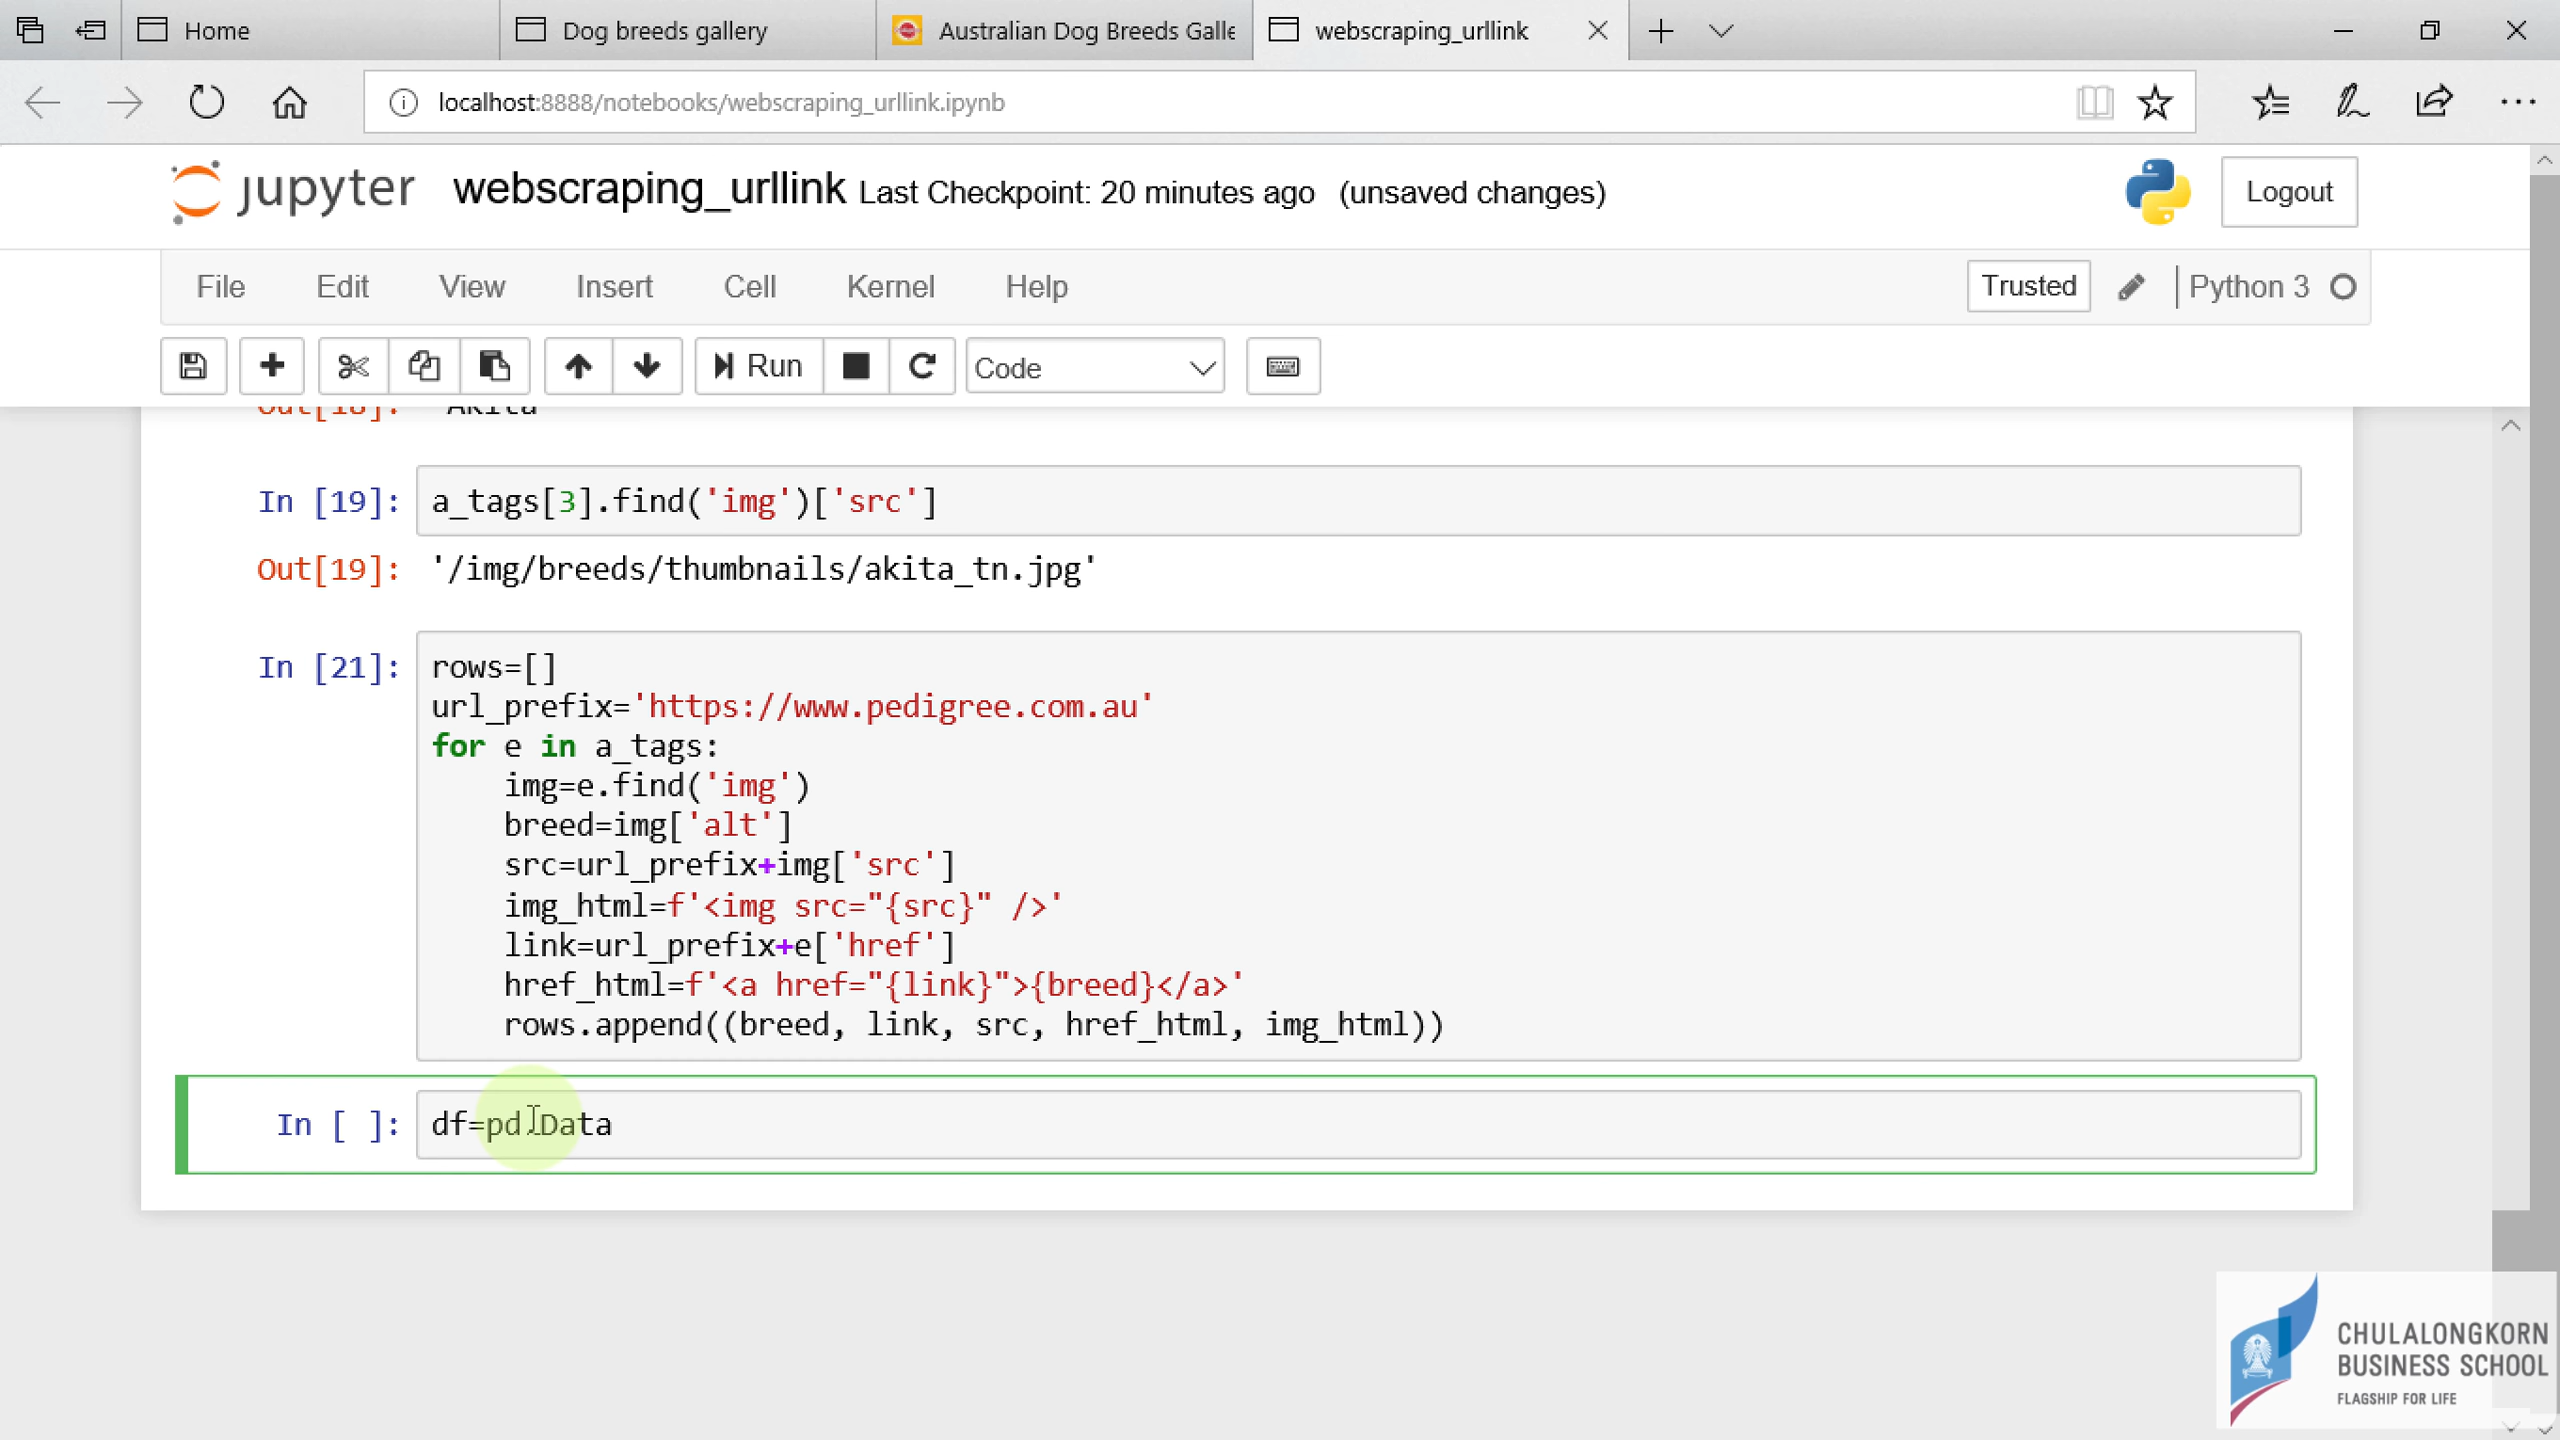 Home
Dog breeds gallery
Australian Dog Breeds Galle
webscraping_urllink
localhost:8888/notebooks/webscraping_urllink.ipynb
jupyter webscraping_urllink Last Checkpoint: 20 minutes ago (unsaved changes)
Logout
File Edit View Insert Cell Kernel Help
Trusted
Python 3
Run
Code
Out[18]: 'Akita'
In [19]: a_tags[3].find('img')['src']
Out[19]: '/img/breeds/thumbnails/akita_tn.jpg'
In [21]: rows=[]
url_prefix='https://www.pedigree.com.au'
for e in a_tags:
    img=e.find('img')
    breed=img['alt']
    src=url_prefix+img['src']
    img_html=f'<img src="{src}" />'
    link=url_prefix+e['href']
    href_html=f'<a href="{link}">{breed}</a>'
    rows.append((breed, link, src, href_html, img_html))
In [ ]: df=pd.Data
CHULALONGKORN
BUSINESS SCHOOL
FLAGSHIP FOR LIFE